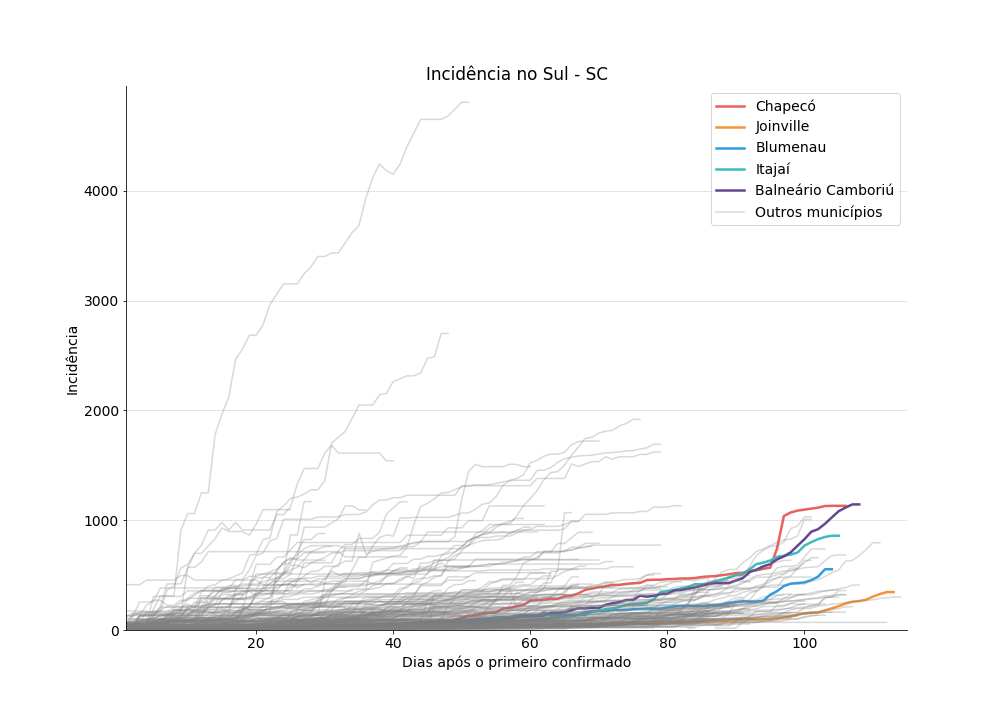 Incidência no Sul - SC
Chapecó
Joinville
Blumenau
Itajaí
Balneário Camboriú
Outros municípios
Incidência
4000
3000
2000
1000
0
20 40 60 80 100
Dias após o primeiro confirmado